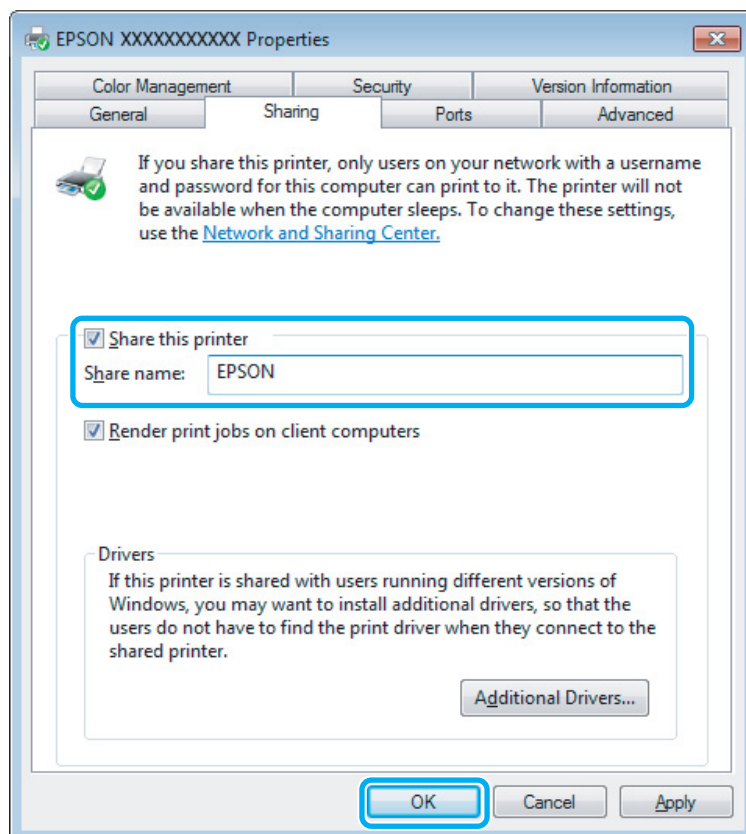 EPSON XXXXXXXXXXX Properties
Color Management Security Version Information
General Sharing Ports Advanced
If you share this printer, only users on your network with a username
and password for this computer can print to it. The printer will not
be available when the computer sleeps. To change these settings,
use the Network and Sharing Center.
Share this printer
Share name: EPSON
Render print jobs on client computers
Drivers
If this printer is shared with users running different versions of
Windows, you may want to install additional drivers, so that the
users do not have to find the print driver when they connect to the
shared printer.
Additional Drivers...
OK Cancel Apply